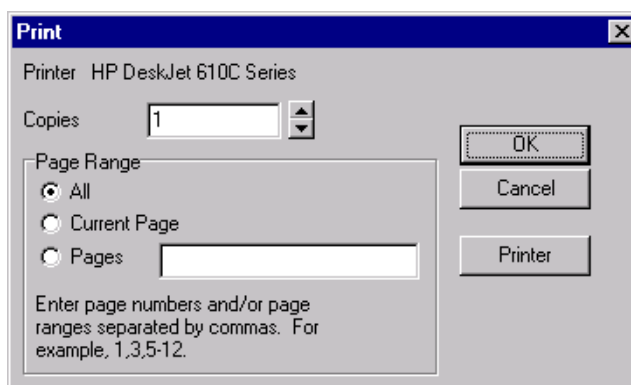 Print
Printer HP DeskJet 610C Series
Copies 1
OK
Page Range
All
Cancel
Current Page
Pages
Printer
Enter page numbers and/or page
ranges separated by commas. For
example, 1,3,5-12.